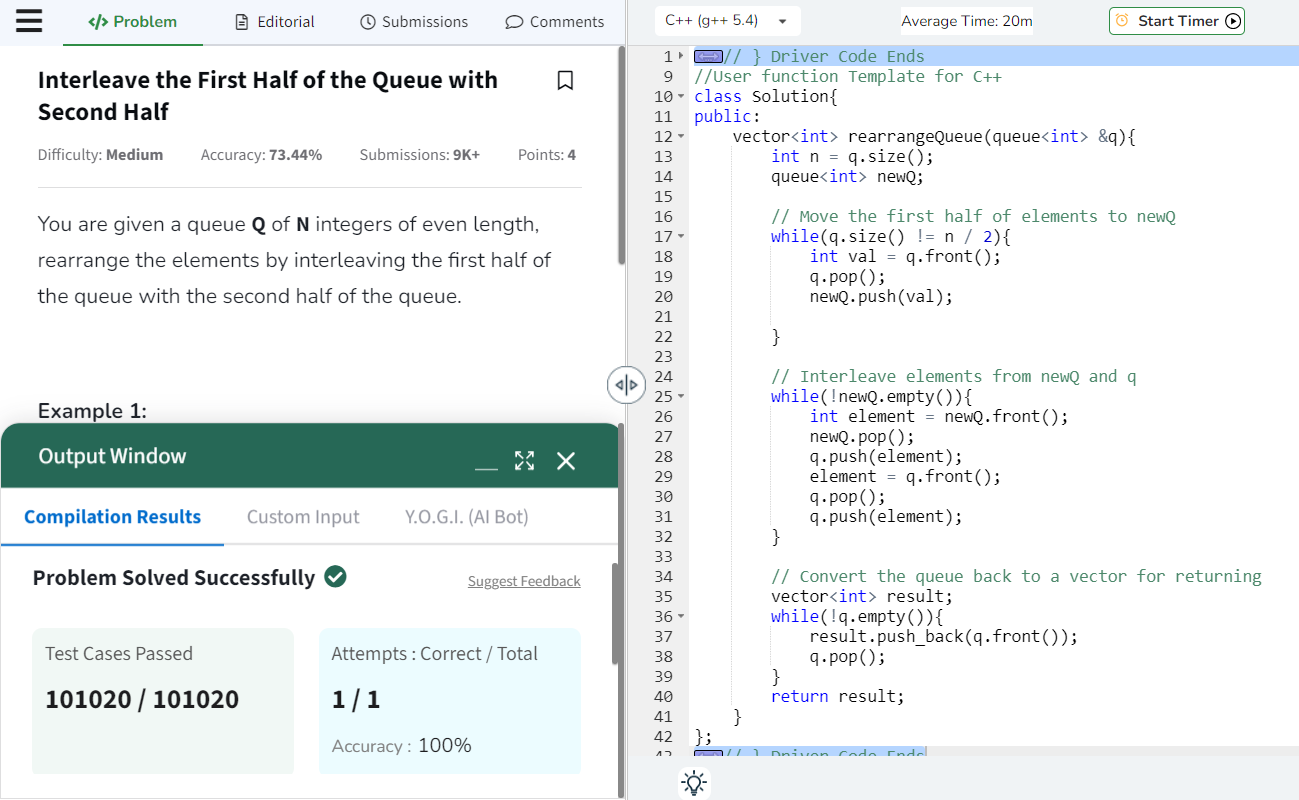 Problem
Editorial
Submissions
Comments
Interleave the First Half of the Queue with
Second Half
Difficulty: Medium Accuracy: 73.44% Submissions: 9K+ Points: 4
You are given a queue Q of N integers of even length,
rearrange the elements by interleaving the first half of
the queue with the second half of the queue.
Example 1:
Output Window
Compilation Results Custom Input Y.O.G.I. (AI Bot)
Problem Solved Successfully
Suggest Feedback
Test Cases Passed
101020 / 101020
Attempts : Correct / Total
1 / 1
Accuracy : 100%
C++ (g++ 5.4)
Average Time: 20m
Start Timer
1 // } Driver Code Ends
9 //User function Template for C++
10 class Solution{
11 public:
12 vector<int> rearrangeQueue(queue<int> &q){
13 int n = q.size();
14 queue<int> newQ;
15
16 // Move the first half of elements to newQ
17 while(q.size() != n / 2){
18 int val = q.front();
19 q.pop();
20 newQ.push(val);
21
22 }
23
24 // Interleave elements from newQ and q
25 while(!newQ.empty()){
26 int element = newQ.front();
27 newQ.pop();
28 q.push(element);
29 element = q.front();
30 q.pop();
31 q.push(element);
32 }
33
34 // Convert the queue back to a vector for returning
35 vector<int> result;
36 while(!q.empty()){
37 result.push_back(q.front());
38 q.pop();
39 }
40 return result;
41 }
42 };
43 // } Driver Code Ends